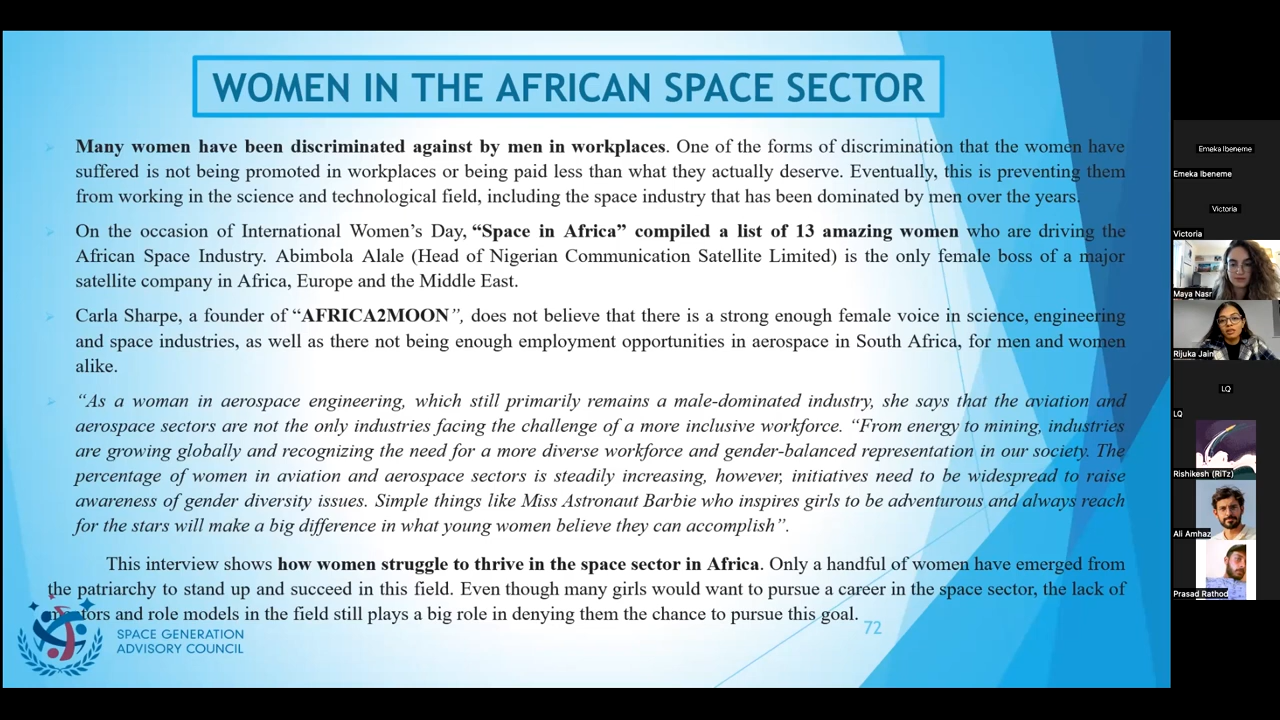 WOMEN IN THE AFRICAN SPACE SECTOR
Many women have been discriminated against by men in workplaces. One of the forms of discrimination that the women have
suffered is not being promoted in workplaces or being paid less than what they actually deserve. Eventually, this is preventing them
from working in the science and technological field, including the space industry that has been dominated by men over the years.
On the occasion of International Women's Day, “Space in Africa” compiled a list of 13 amazing women who are driving the
African Space Industry. Abimbola Alale (Head of Nigerian Communication Satellite Limited) is the only female boss of a major
satellite company in Africa, Europe and the Middle East.
Carla Sharpe, a founder of “AFRICA2MOON”, does not believe that there is a strong enough female voice in science, engineering
and space industries, as well as there not being enough employment opportunities in aerospace in South Africa, for men and women
alike.
“As a woman in aerospace engineering, which still primarily remains a male-dominated industry, she says that the aviation and
aerospace sectors are not the only industries facing the challenge of a more inclusive workforce. “From energy to mining, industries
are growing globally and recognizing the need for a more diverse workforce and gender-balanced representation in our society. The
percentage of women in aviation and aerospace sectors is steadily increasing, however, initiatives need to be widespread to raise
awareness of gender diversity issues. Simple things like Miss Astronaut Barbie who inspires girls to be adventurous and always reach
for the stars will make a big difference in what young women believe they can accomplish”.
This interview shows how women struggle to thrive in the space sector in Africa. Only a handful of women have emerged from
the patriarchy to stand up and succeed in this field. Even though many girls would want to pursue a career in the space sector, the lack of
and role models in the field still plays a big role in denying them the chance to pursue this goal.
72
SPACE GENERATION
ADVISORY COUNCIL
Emeka Ibeneme
Emeka Ibeneme
Victoria
Victoria
Maya Nasr
Rijuka Jain
LQ
LQ
Rishikesh (RiTz)
Ali Amhaz
Prasad Rathod